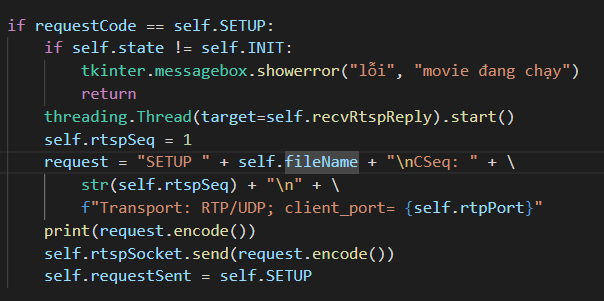 if requestCode == self.SETUP:
if self.state != self.INIT:
tkinter.messagebox.showerror("lỗi", "movie đang chạy")
return
threading.Thread(target=self.recvRtspReply).start()
self.rtspSeq = 1
request = "SETUP " + self.fileName + "\nCSeq: " + \
str(self.rtspSeq) + "\n" + \
f"Transport: RTP/UDP; client_port= {self.rtpPort}"
print(request.encode())
self.rtspSocket.send(request.encode())
self.requestSent = self.SETUP